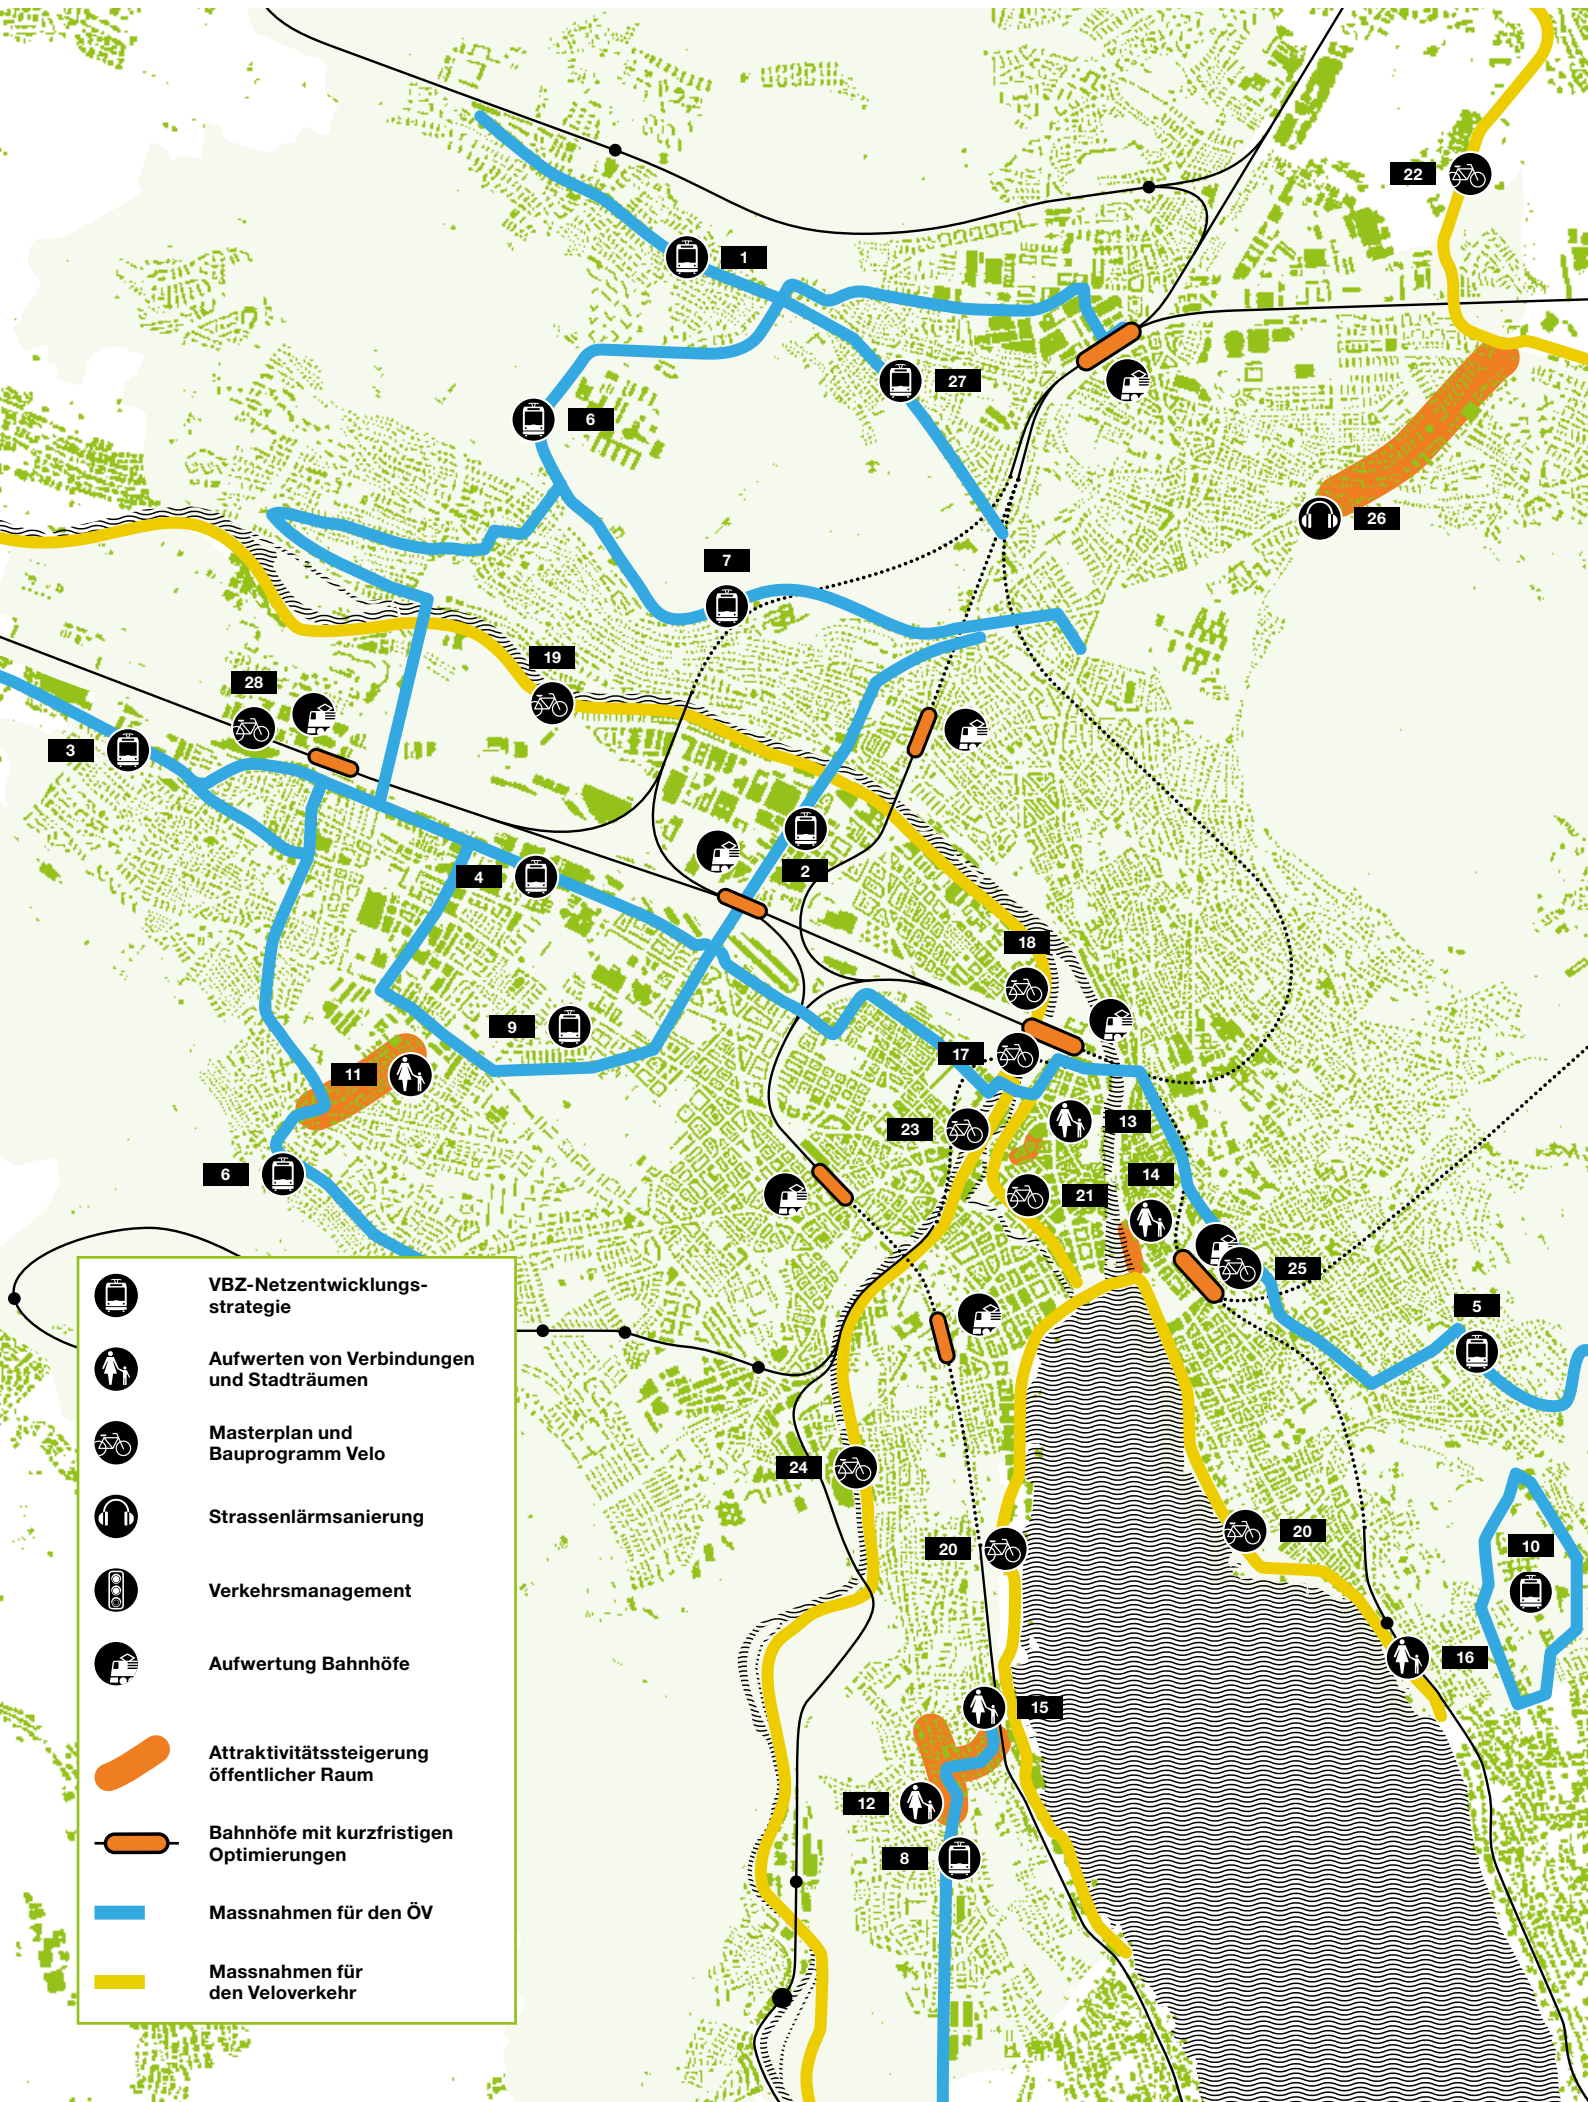 22
1
27
6
26
7
19
28
3
2
4
18
9
17
11
23
13
14
6
21
25
5
24
20
20
10
16
15
12
8
VBZ-Netzentwicklungs-
strategie
Aufwerten von Verbindungen
und Stadträumen
Masterplan und
Bauprogramm Velo
Strassenlärmsanierung
Verkehrsmanagement
Aufwertung Bahnhöfe
Attraktivitätssteigerung
öffentlicher Raum
Bahnhöfe mit kurzfristigen
Optimierungen
Massnahmen für den ÖV
Massnahmen für
den Veloverkehr